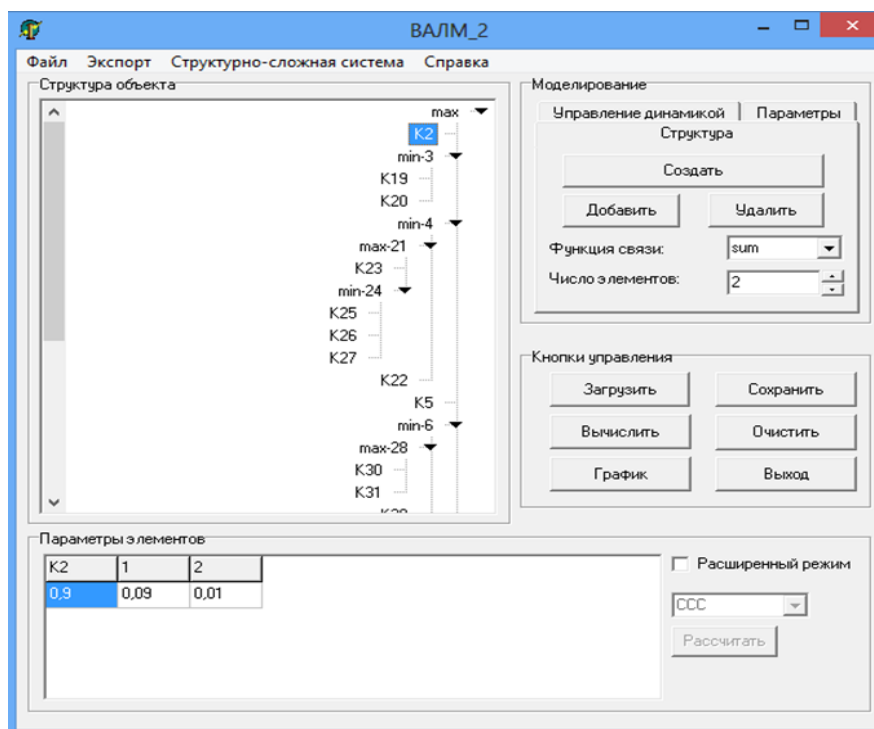 ВАЛМ_2
Файл Экспорт Структурно-сложная система Справка
Структура объекта
max
K2
min-3
K19
K20
min-4
max-21
K23
min-24
K25
K26
K27
K22
K5
min-6
max-28
K30
K31
Моделирование
Управление динамикой Параметры
Структура
Создать
Добавить Удалить
Функция связи: sum
Число элементов: 2
Кнопки управления
Загрузить Сохранить
Вычислить Очистить
График Выход
Параметры элементов
K2 1 2
0,9 0,09 0,01
Расширенный режим
ССС
Рассчитать